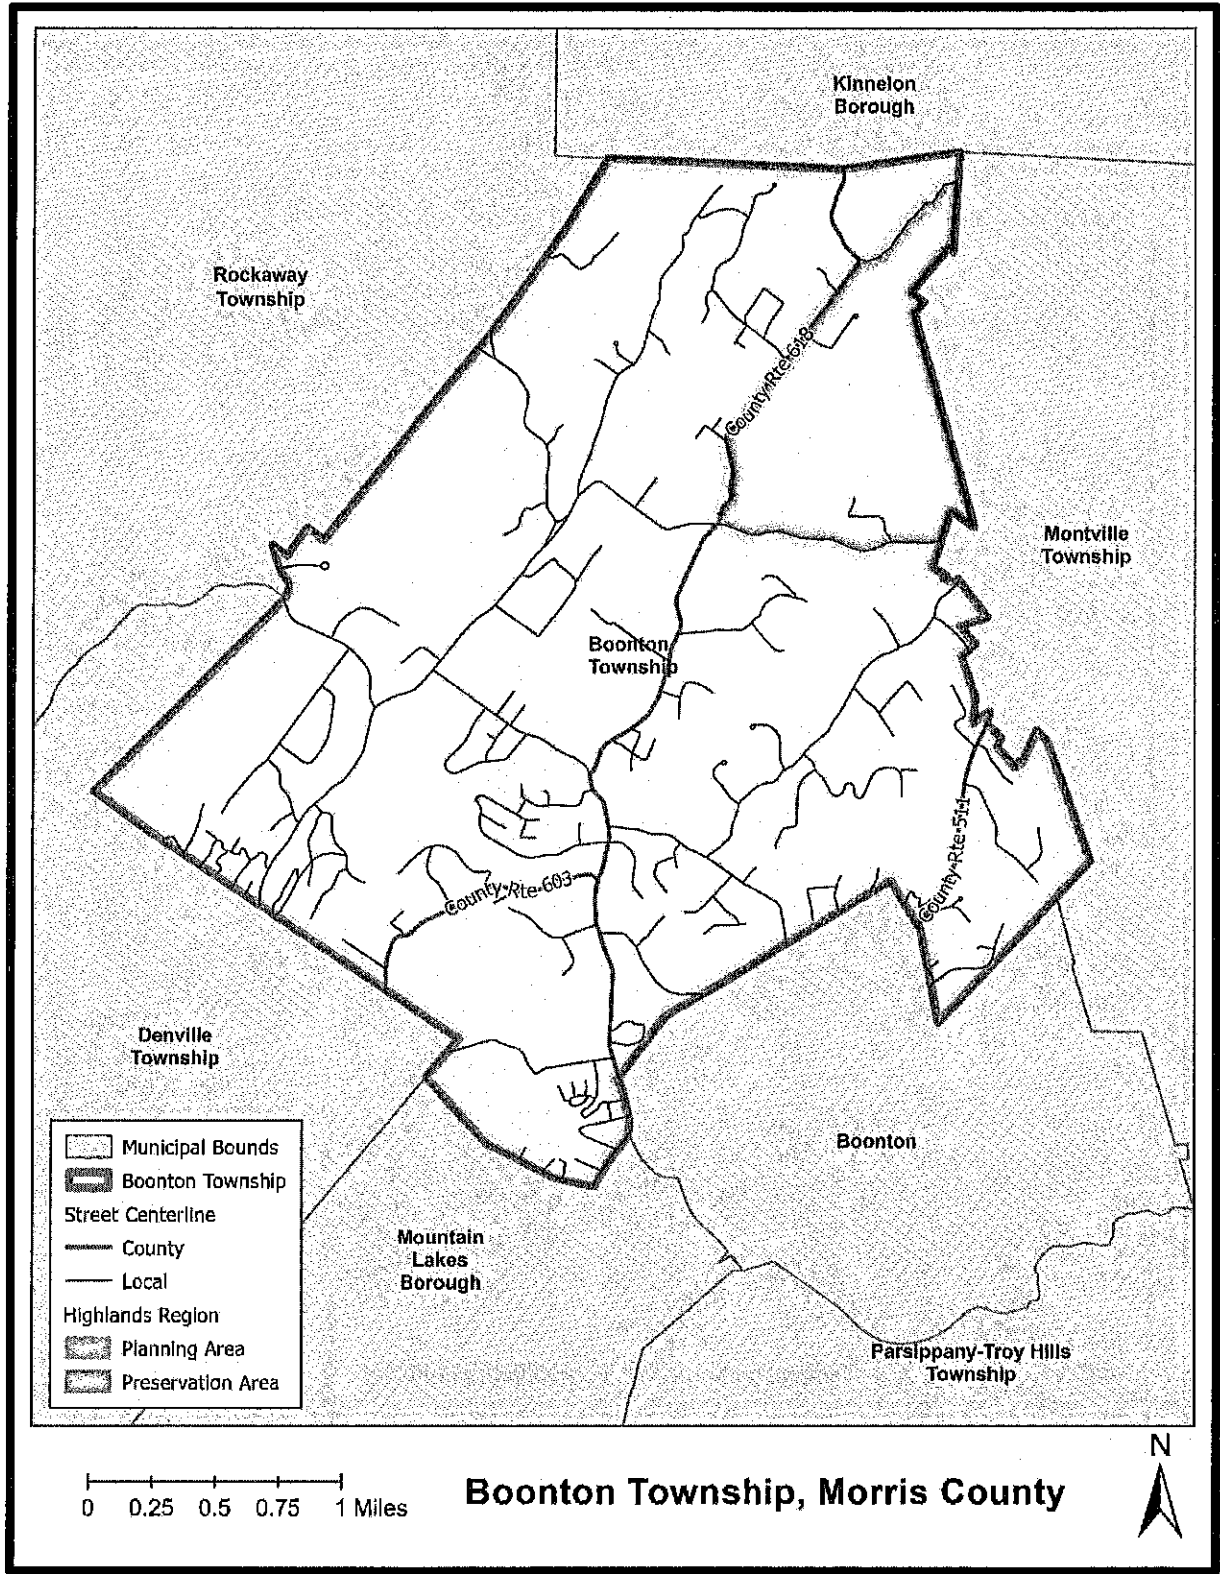 Kinnelon
Borough
Rockaway
Township
County Rte 618
Montville
Township
Boonton
Township
County Rte 511
County Rte 603
Denville
Township
Boonton
Mountain
Lakes
Borough
Parsippany-Troy Hills
Township
Municipal Bounds
Boonton Township
Street Centerline
County
Local
Highlands Region
Planning Area
Preservation Area
0 0.25 0.5 0.75 1 Miles
Boonton Township, Morris County
N